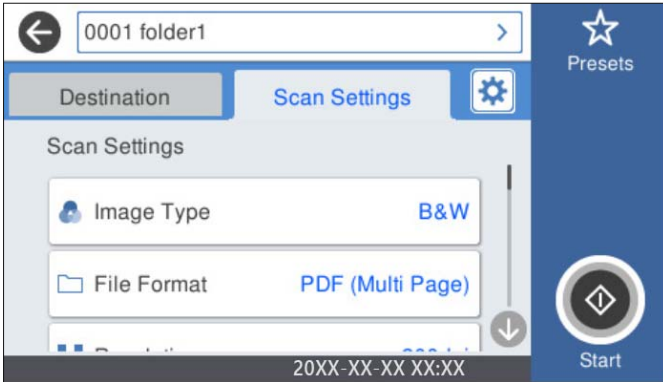 0001 folder1
Presets
Destination
Scan Settings
Scan Settings
Image Type
B&W
File Format
PDF (Multi Page)
20XX-XX-XX XX:XX
Start